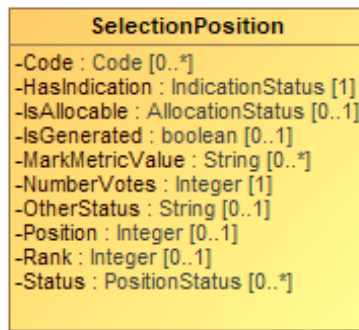 SelectionPosition
-Code : Code [0..*]
-HasIndication : IndicationStatus [1]
-IsAllocable : AllocationStatus [0..1]
-IsGenerated : boolean [0..1]
-MarkMetricValue : String [0..*]
-NumberVotes : Integer [1]
-OtherStatus : String [0..1]
-Position : Integer [0..1]
-Rank : Integer [0..1]
-Status : PositionStatus [0..*]